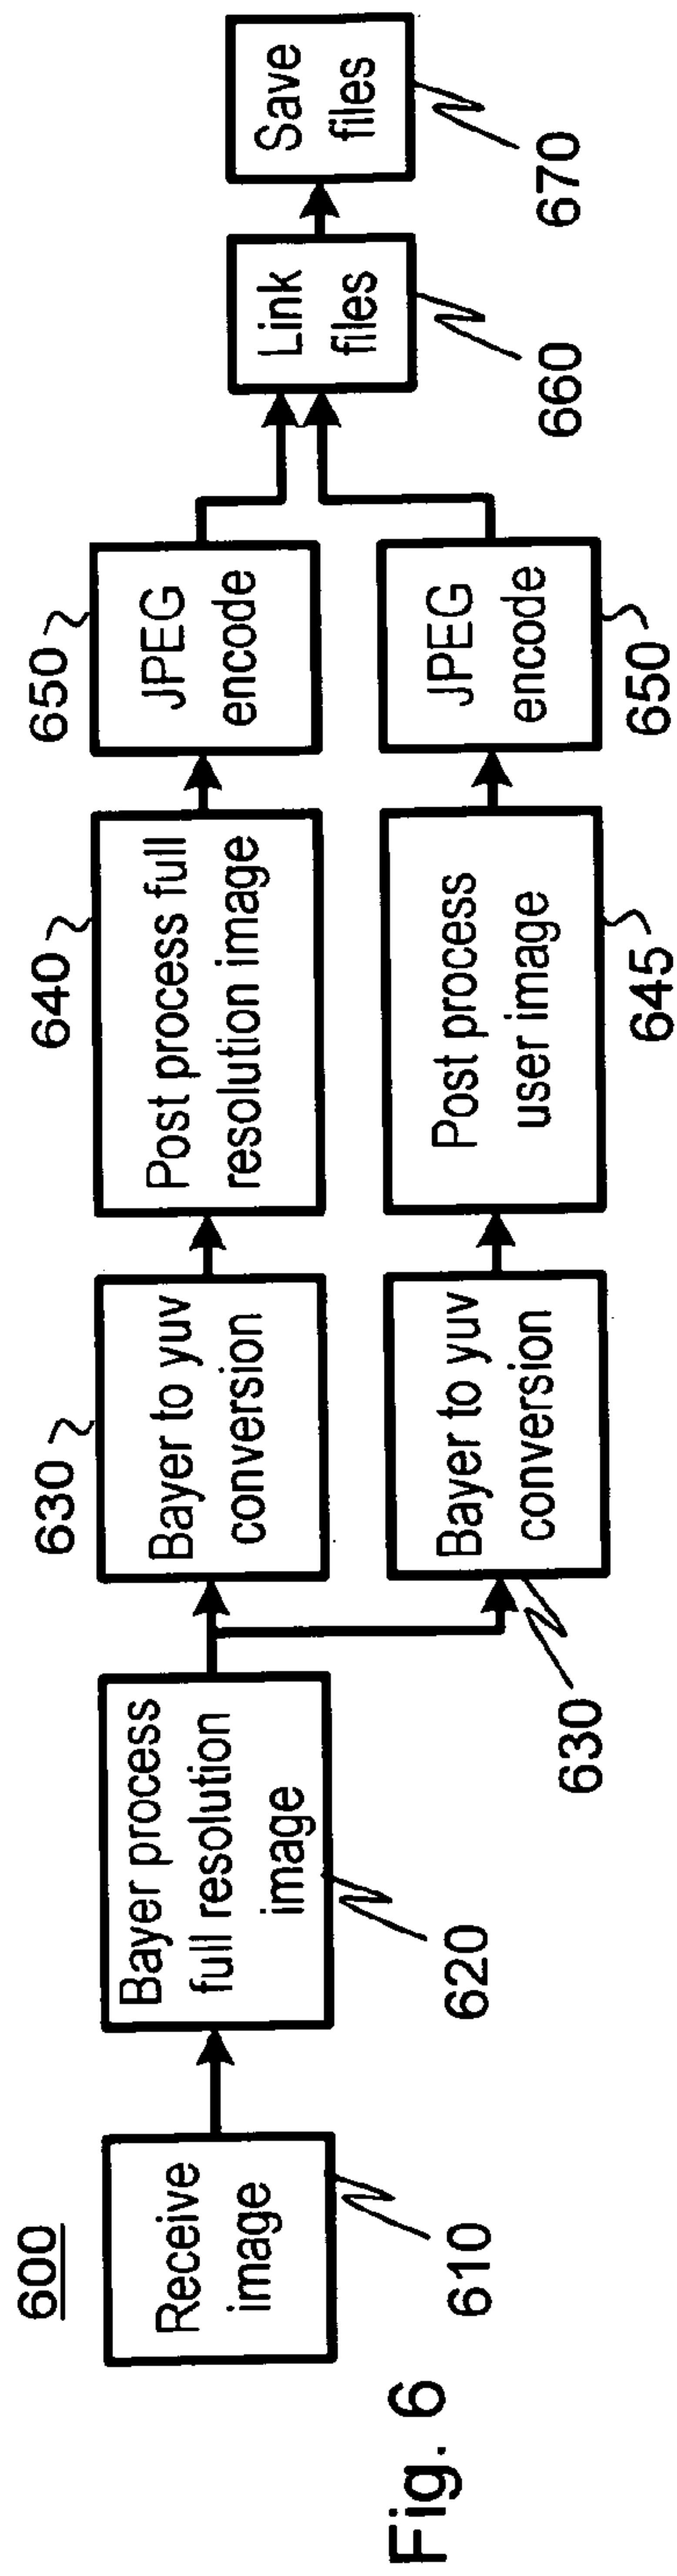 600
Receive
image
610
Bayer process
full resolution
image
620
630
Bayer to yuv
conversion
640
Post process full
resolution image
650
JPEG
encode
Bayer to yuv
conversion
630
Post process
user image
645
JPEG
encode
650
Link
files
660
Save
files
670
Fig. 6